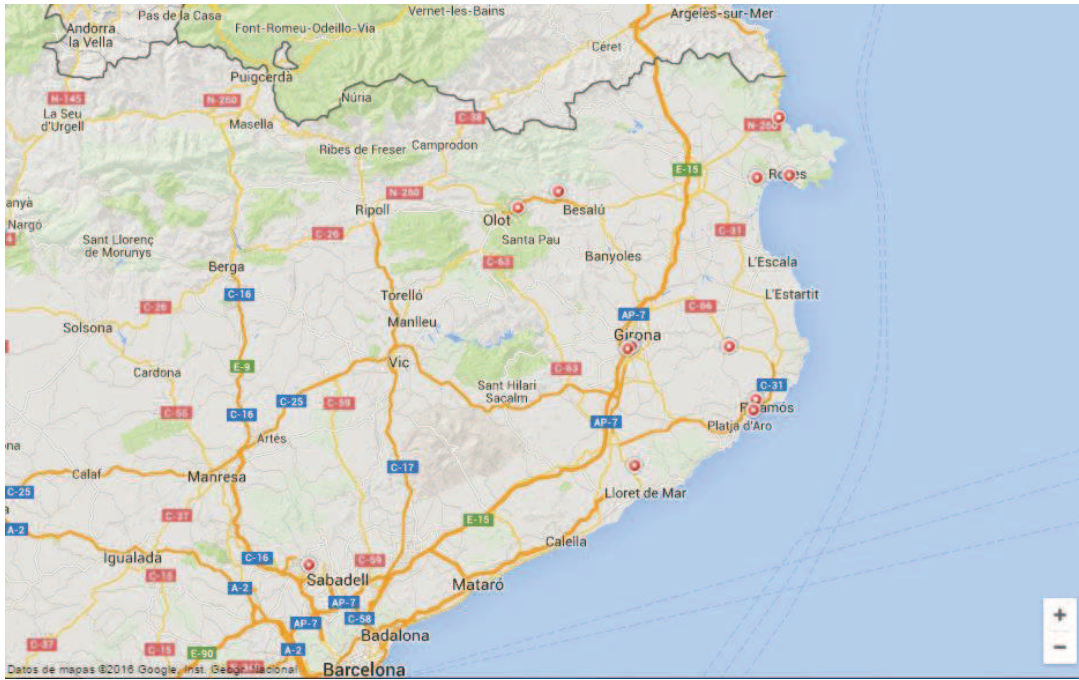 Pas de la Casa
Vernet-les-Bains
Argelès-sur-Mer
Andorra
la Vella
Font-Romeu-Odeillo-Via
Céret
Puigcerdà
N-145
N-260
Núria
La Seu
d'Urgell
Masella
C-38
N-260
Ribes de Freser
Camprodon
E-15
Roses
N-260
Ripoll
Olot
Besalú
Nargó
Sant Llorenç
de Morunys
C-26
Santa Pau
C-31
Banyoles
C-63
L'Escala
Berga
C-16
Torelló
L'Estartit
C-26
Manlleu
AP-7
C-66
Solsona
Girona
Vic
E-9
Cardona
C-63
Sant Hilari
Sacalm
C-31
C-25
C-59
Palamós
C-55
C-16
AP-7
Platja d'Aro
Artés
Calaf
Manresa
C-17
C-25
Lloret de Mar
C-37
E-15
A-2
Calella
Igualada
C-16
C-59
C-15
Sabadell
Mataró
A-2
AP-7
AP-7
C-58
Badalona
C-37
C-15
E-90
A-2
Barcelona
Datos de mapas ©2016 Google, Inst. Geogr. Nacional
+
−